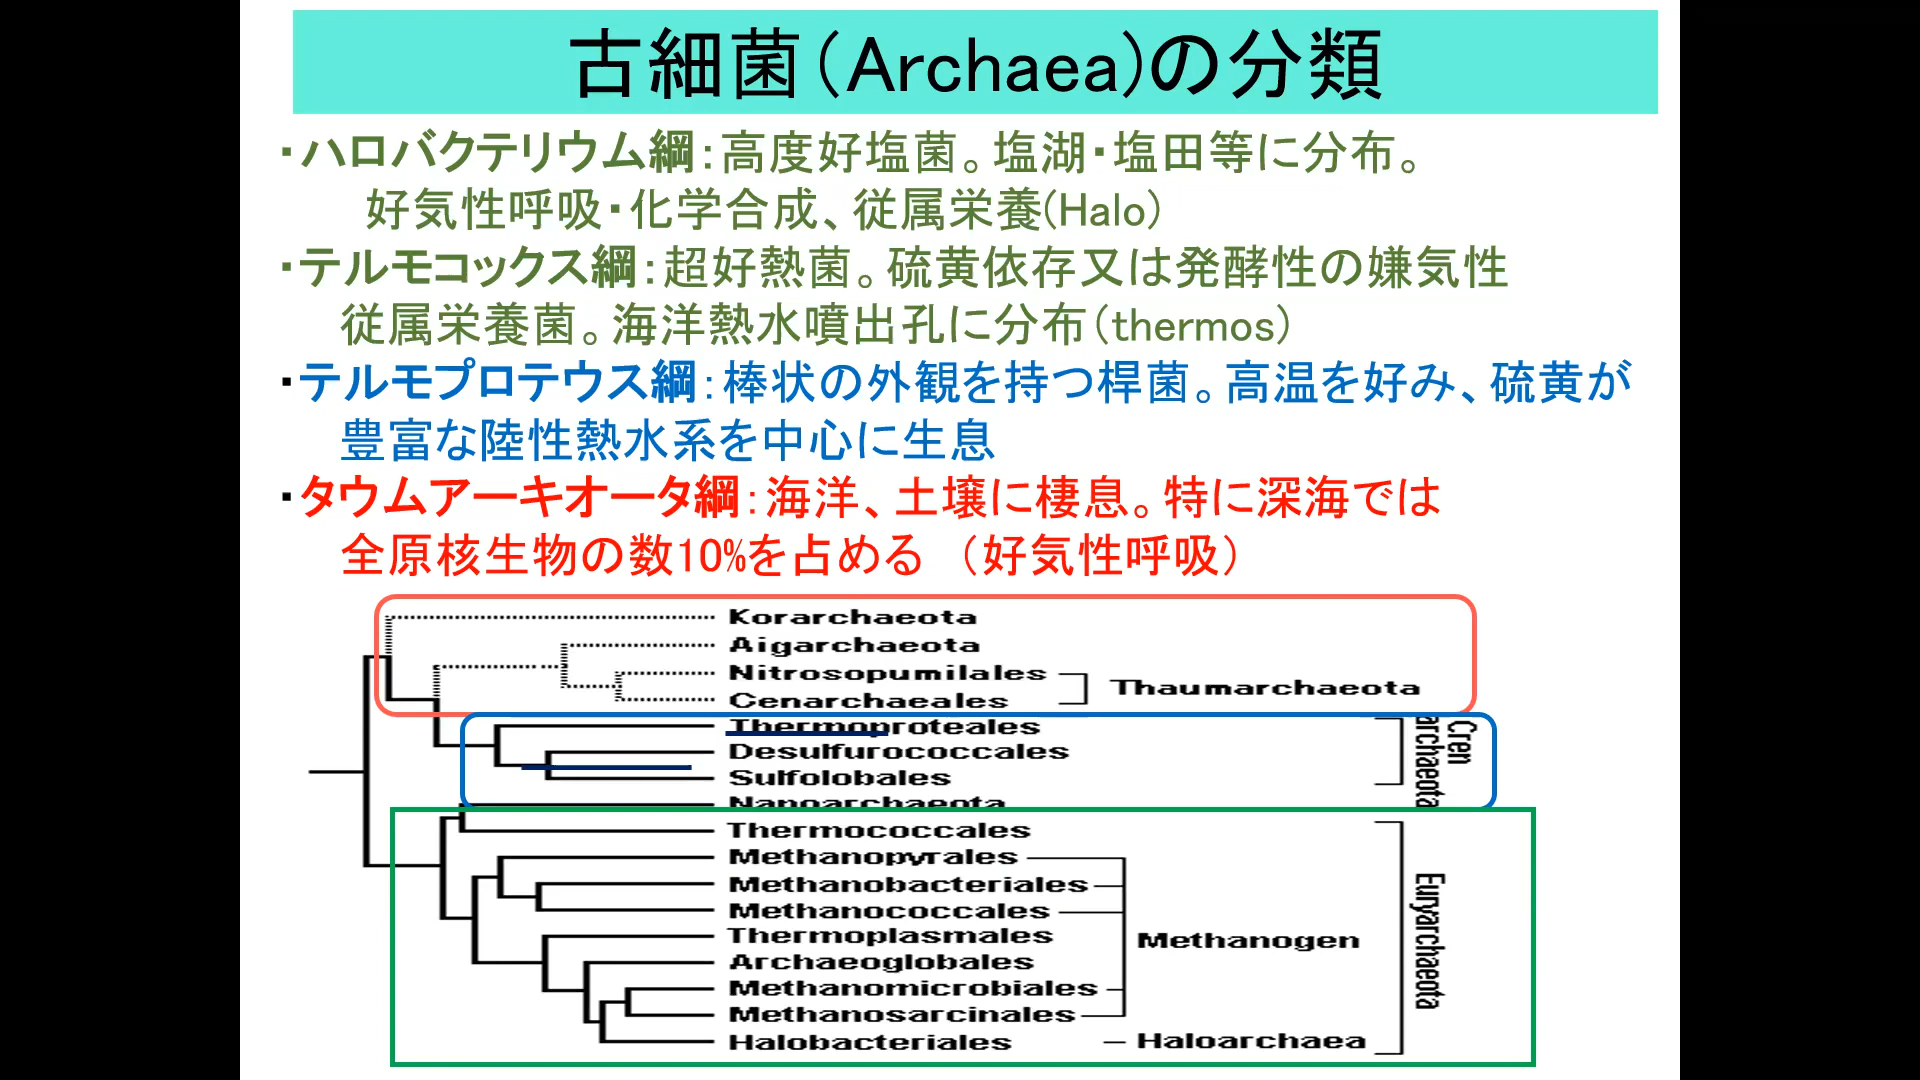 古細菌(Archaea)の分類
・ハロバクテリウム綱：高度好塩菌。塩湖・塩田等に分布。
好気性呼吸・化学合成、従属栄養(Halo)
・テルモコックス綱：超好熱菌。硫黄依存又は発酵性の嫌気性
従属栄養菌。海洋熱水噴出孔に分布(thermos)
・テルモプロテウス綱：棒状の外観を持つ桿菌。高温を好み、硫黄が
豊富な陸性熱水系を中心に生息
・タウムアーキオータ綱：海洋、土壌に棲息。特に深海では
全原核生物の数10%を占める （好気性呼吸）
Korarchaeota
Aigarchaeota
Nitrosopumilales
Cenarchaeales
Thaumarchaeota
Thermoproteales
Desulfurococcales
Sulfolobales
Cren
archaeota
Nanoarchaeota
Thermococcales
Methanopyrales
Methanobacteriales
Methanococcales
Thermoplasmales
Archaeoglobales
Methanomicrobiales
Methanosarcinales
Halobacteriales
Methanogen
Haloarchaea
Euryarchaeota